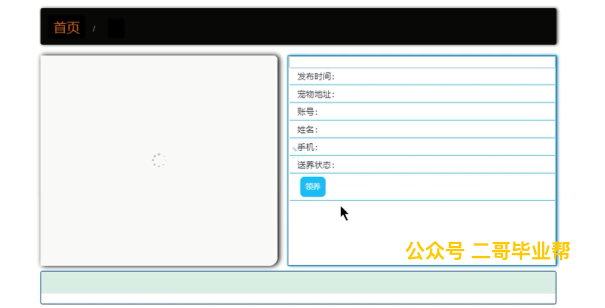 首页 /
发布时间:
宠物地址:
账号:
姓名:
手机:
送养状态:
领养
公众号 二哥毕业帮